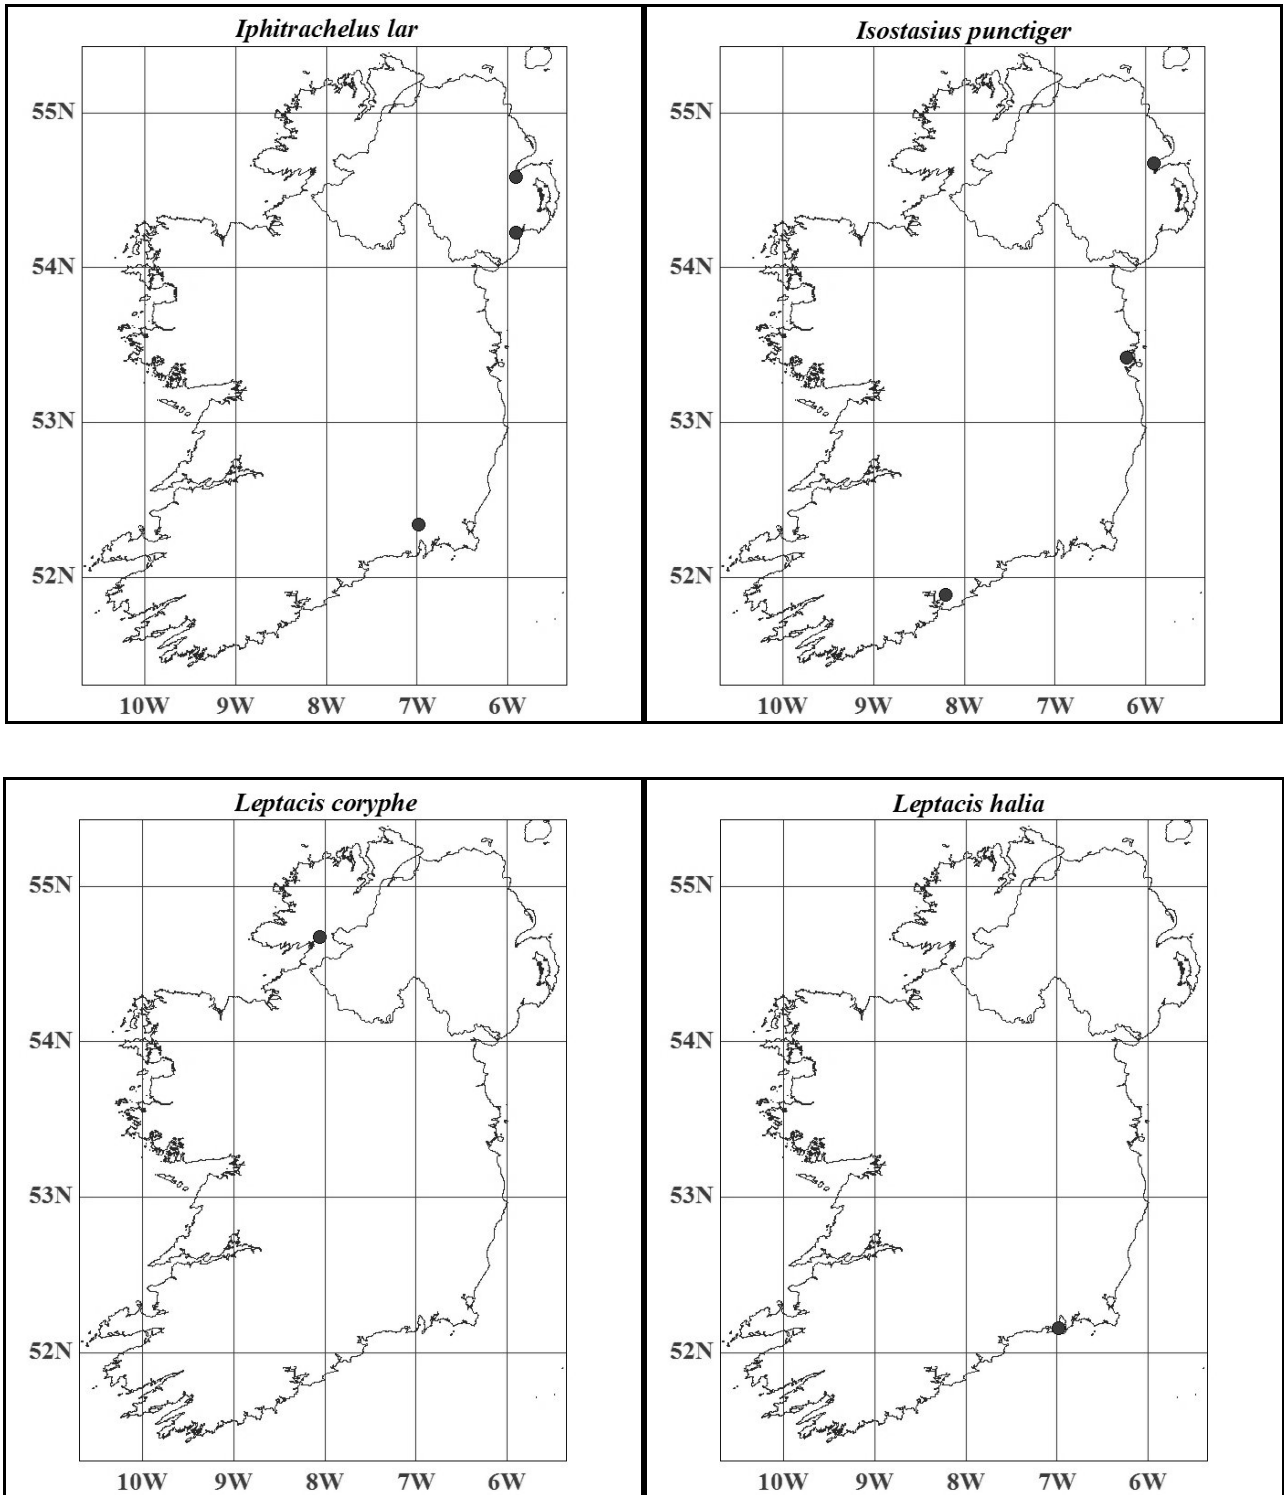 Iphitrachelus lar
55N
54N
53N
52N
10W 9W 8W 7W 6W
Isostasius punctiger
55N
54N
53N
52N
10W 9W 8W 7W 6W
Leptacis coryphe
55N
54N
53N
52N
10W 9W 8W 7W 6W
Leptacis halia
55N
54N
53N
52N
10W 9W 8W 7W 6W